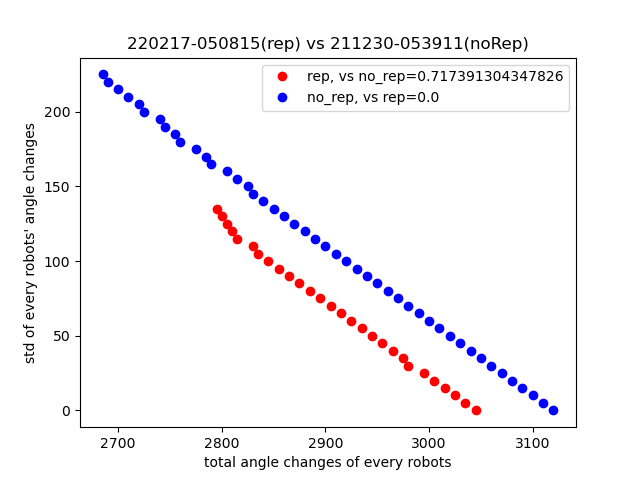 220217-050815(rep) vs 211230-053911(noRep)
rep, vs no_rep=0.717391304347826
no_rep, vs rep=0.0
std of every robots' angle changes
200
150
100
50
0
2700 2800 2900 3000 3100
total angle changes of every robots